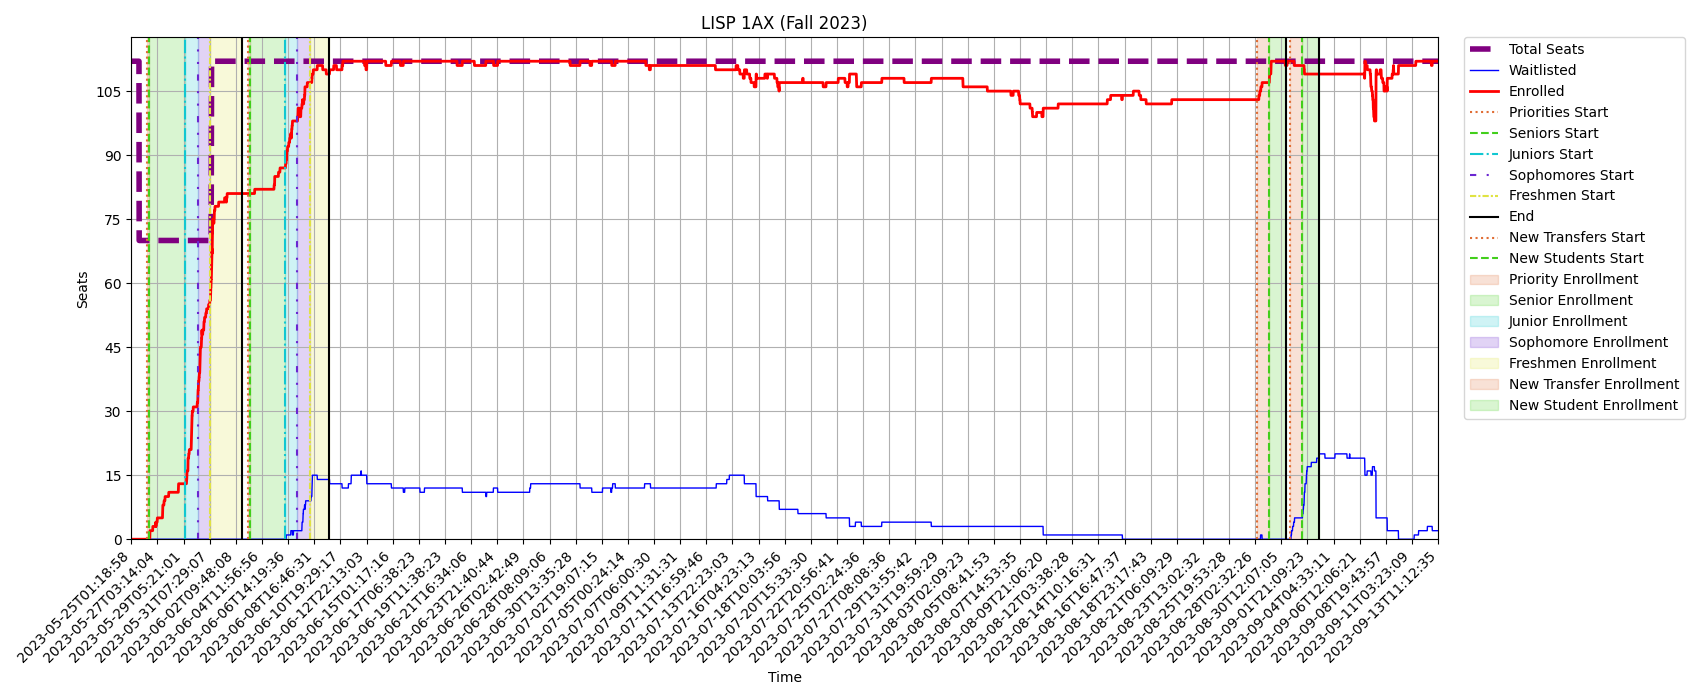 LISP 1AX (Fall 2023)
Seats
105
90
75
60
45
30
15
0
2023-05-25T01:18:58
2023-05-27T03:14:04
2023-05-29T05:21:01
2023-05-31T07:29:07
2023-06-02T09:48:08
2023-06-04T11:56:56
2023-06-06T14:19:36
2023-06-08T16:46:31
2023-06-10T19:29:17
2023-06-12T22:13:03
2023-06-15T01:17:16
2023-06-17T06:38:23
2023-06-19T11:38:23
2023-06-21T16:34:06
2023-06-23T21:40:44
2023-06-26T02:42:49
2023-06-28T08:09:06
2023-06-30T13:35:28
2023-07-02T19:07:15
2023-07-05T00:24:14
2023-07-07T06:00:30
2023-07-09T11:31:31
2023-07-11T16:59:46
2023-07-13T22:23:03
2023-07-16T04:23:13
2023-07-18T10:03:56
2023-07-20T15:33:30
2023-07-22T20:56:41
2023-07-25T02:24:36
2023-07-27T08:08:36
2023-07-29T13:55:42
2023-07-31T19:59:29
2023-08-03T02:09:23
2023-08-05T08:41:53
2023-08-07T14:53:35
2023-08-09T21:06:20
2023-08-12T03:38:28
2023-08-14T10:16:31
2023-08-16T16:47:37
2023-08-18T23:17:43
2023-08-21T06:09:29
2023-08-23T13:02:32
2023-08-25T19:53:28
2023-08-28T02:32:26
2023-08-30T12:07:05
2023-09-01T21:09:23
2023-09-04T04:33:11
2023-09-06T12:06:21
2023-09-08T19:43:57
2023-09-11T03:23:09
2023-09-13T11:12:35
Time
Total Seats
Waitlisted
Enrolled
Priorities Start
Seniors Start
Juniors Start
Sophomores Start
Freshmen Start
End
New Transfers Start
New Students Start
Priority Enrollment
Senior Enrollment
Junior Enrollment
Sophomore Enrollment
Freshmen Enrollment
New Transfer Enrollment
New Student Enrollment